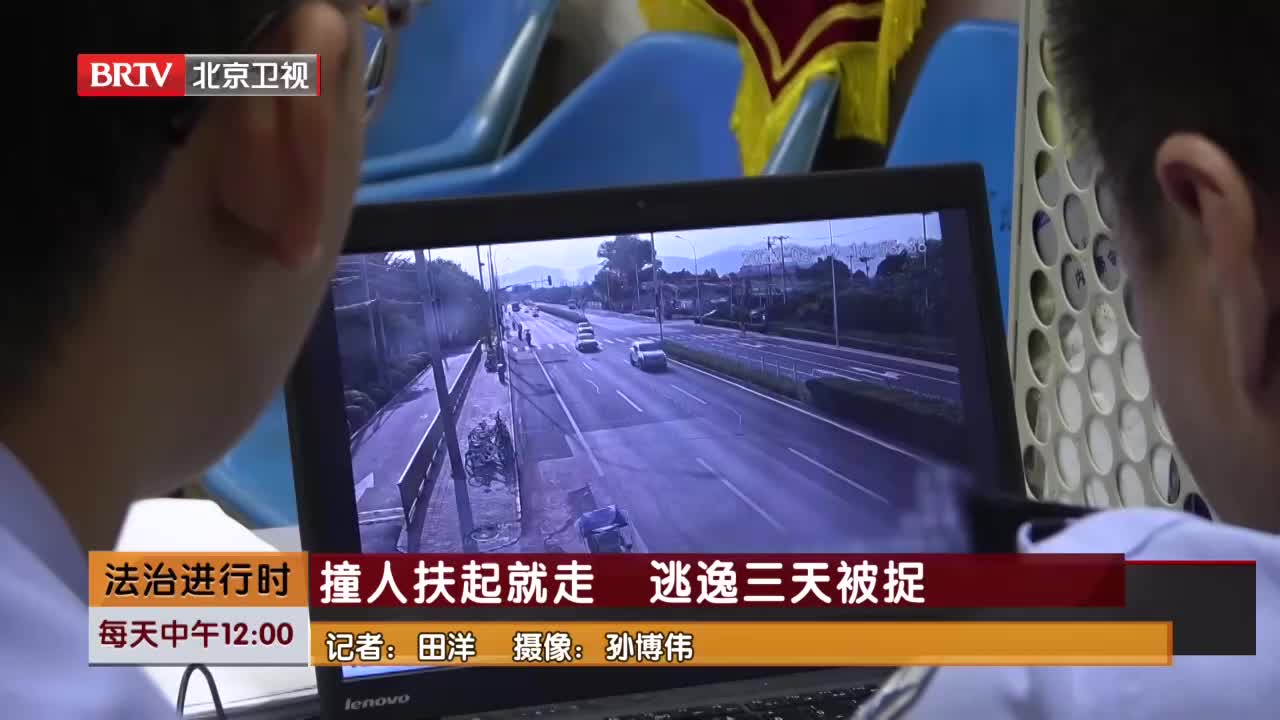 BRTV 北京卫视
法治进行时
每天中午12:00
撞人扶起就走 逃逸三天被捉
记者：田洋 摄像：孙博伟
lenovo